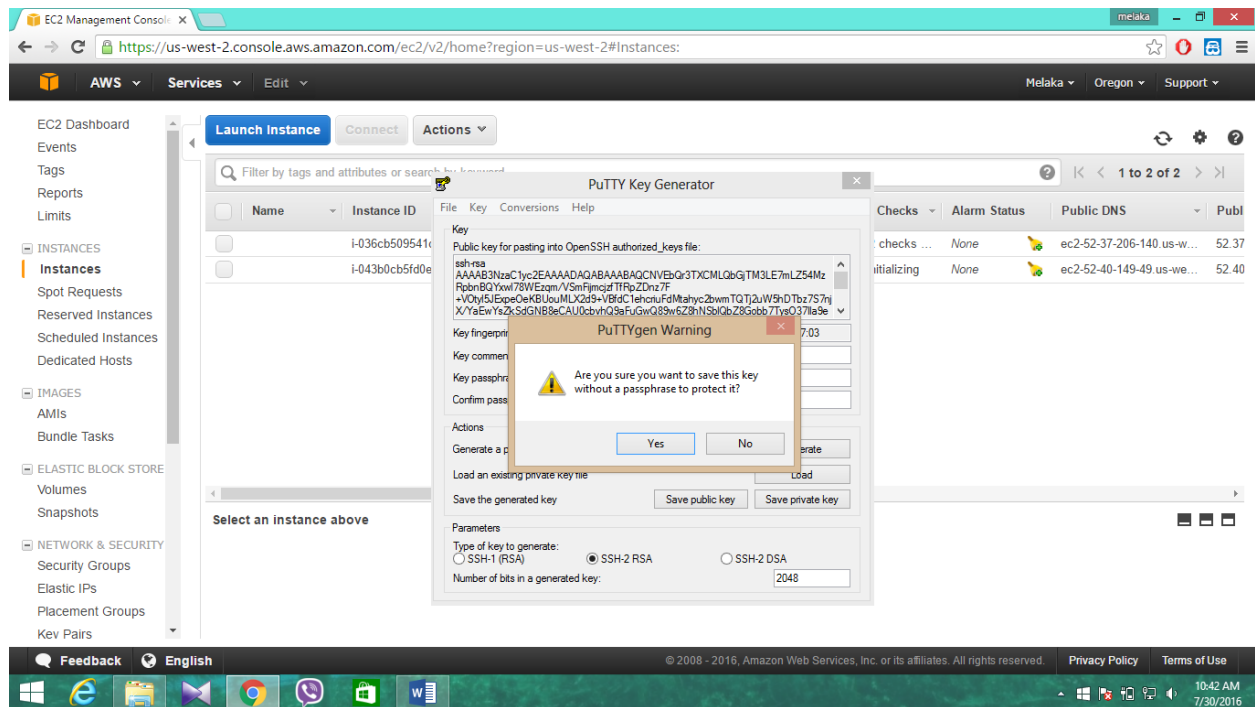 EC2 Management Console
melaka
https://us-west-2.console.aws.amazon.com/ec2/v2/home?region=us-west-2#Instances:
AWS Services Edit Melaka Oregon Support
EC2 Dashboard
Events
Tags
Reports
Limits
INSTANCES
Instances
Spot Requests
Reserved Instances
Scheduled Instances
Dedicated Hosts
IMAGES
AMIs
Bundle Tasks
ELASTIC BLOCK STORE
Volumes
Snapshots
NETWORK & SECURITY
Security Groups
Elastic IPs
Placement Groups
Key Pairs
Launch Instance Connect Actions
Filter by tags and attributes or search by keyword
1 to 2 of 2
Name Instance ID Checks Alarm Status Public DNS Publ
i-036cb509541 checks ... None ec2-52-37-206-140.us-w... 52.37
i-043b0cb5fd0e nitializing None ec2-52-40-149-49.us-we... 52.40
Select an instance above
PuTTY Key Generator
File Key Conversions Help
Key
Public key for pasting into OpenSSH authorized_keys file:
ssh-rsa
Key fingerprin 7:03
Key commen
Key passphra
Confirm pass
PuTTYgen Warning
Are you sure you want to save this key
without a passphrase to protect it?
Yes No
Actions
Generate a p erate
Load an existing private key file Load
Save the generated key Save public key Save private key
Parameters
Type of key to generate:
SSH-1 (RSA) SSH-2 RSA SSH-2 DSA
Number of bits in a generated key: 2048
Feedback English © 2008 - 2016, Amazon Web Services, Inc. or its affiliates. All rights reserved. Privacy Policy Terms of Use
10:42 AM
7/30/2016